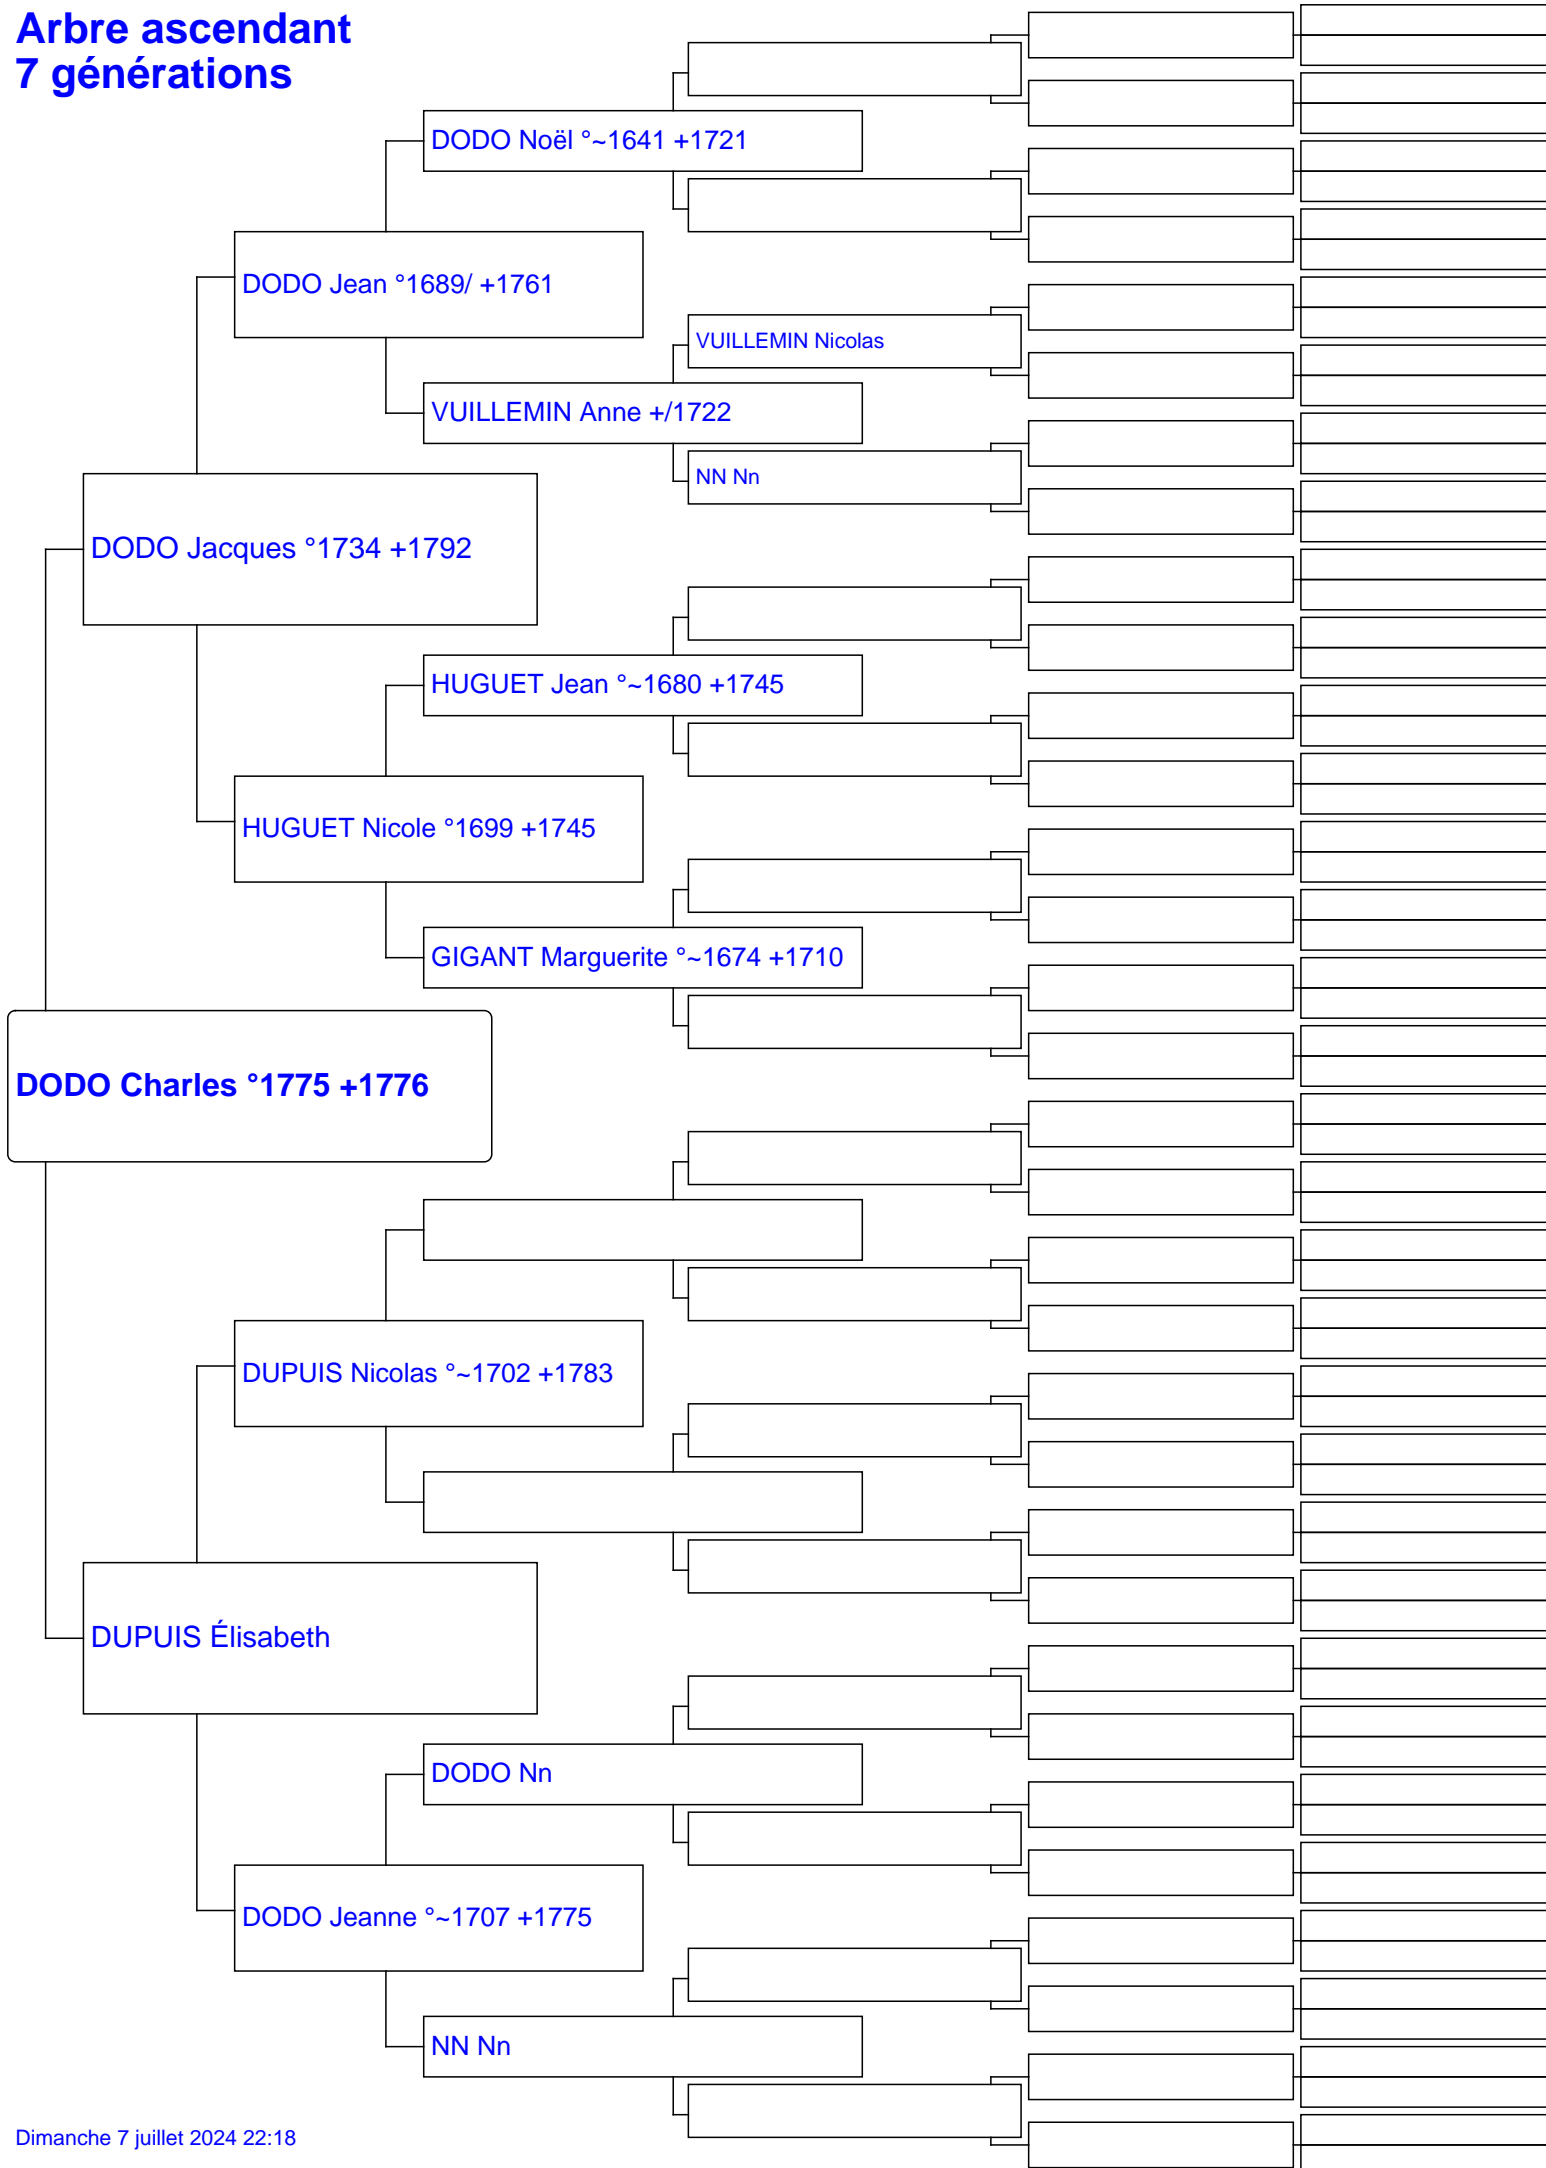 Arbre ascendant
7 générations
DODO Noël °~1641 +1721
DODO Jean °1689/ +1761
VUILLEMIN Nicolas
VUILLEMIN Anne +/1722
NN Nn
DODO Jacques °1734 +1792
HUGUET Jean °~1680 +1745
HUGUET Nicole °1699 +1745
GIGANT Marguerite °~1674 +1710
DODO Charles °1775 +1776
DUPUIS Nicolas °~1702 +1783
DUPUIS Élisabeth
DODO Nn
DODO Jeanne °~1707 +1775
NN Nn
Dimanche 7 juillet 2024 22:18